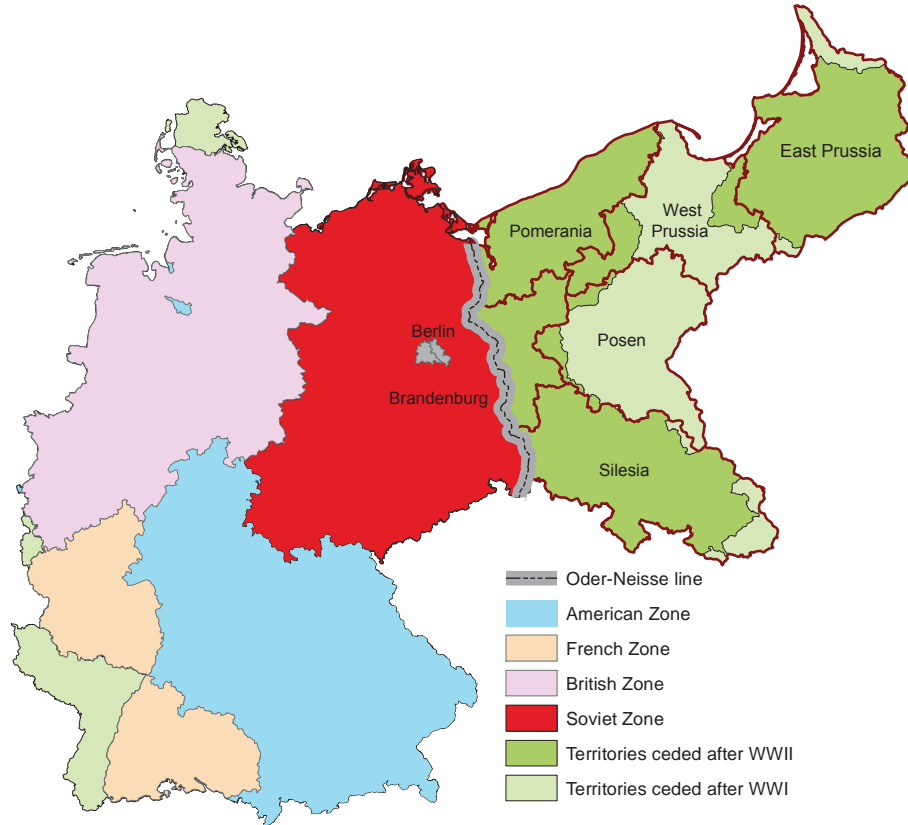 East Prussia
West
Prussia
Pomerania
Posen
Berlin
Brandenburg
Silesia
Oder-Neisse line
American Zone
French Zone
British Zone
Soviet Zone
Territories ceded after WWII
Territories ceded after WWI